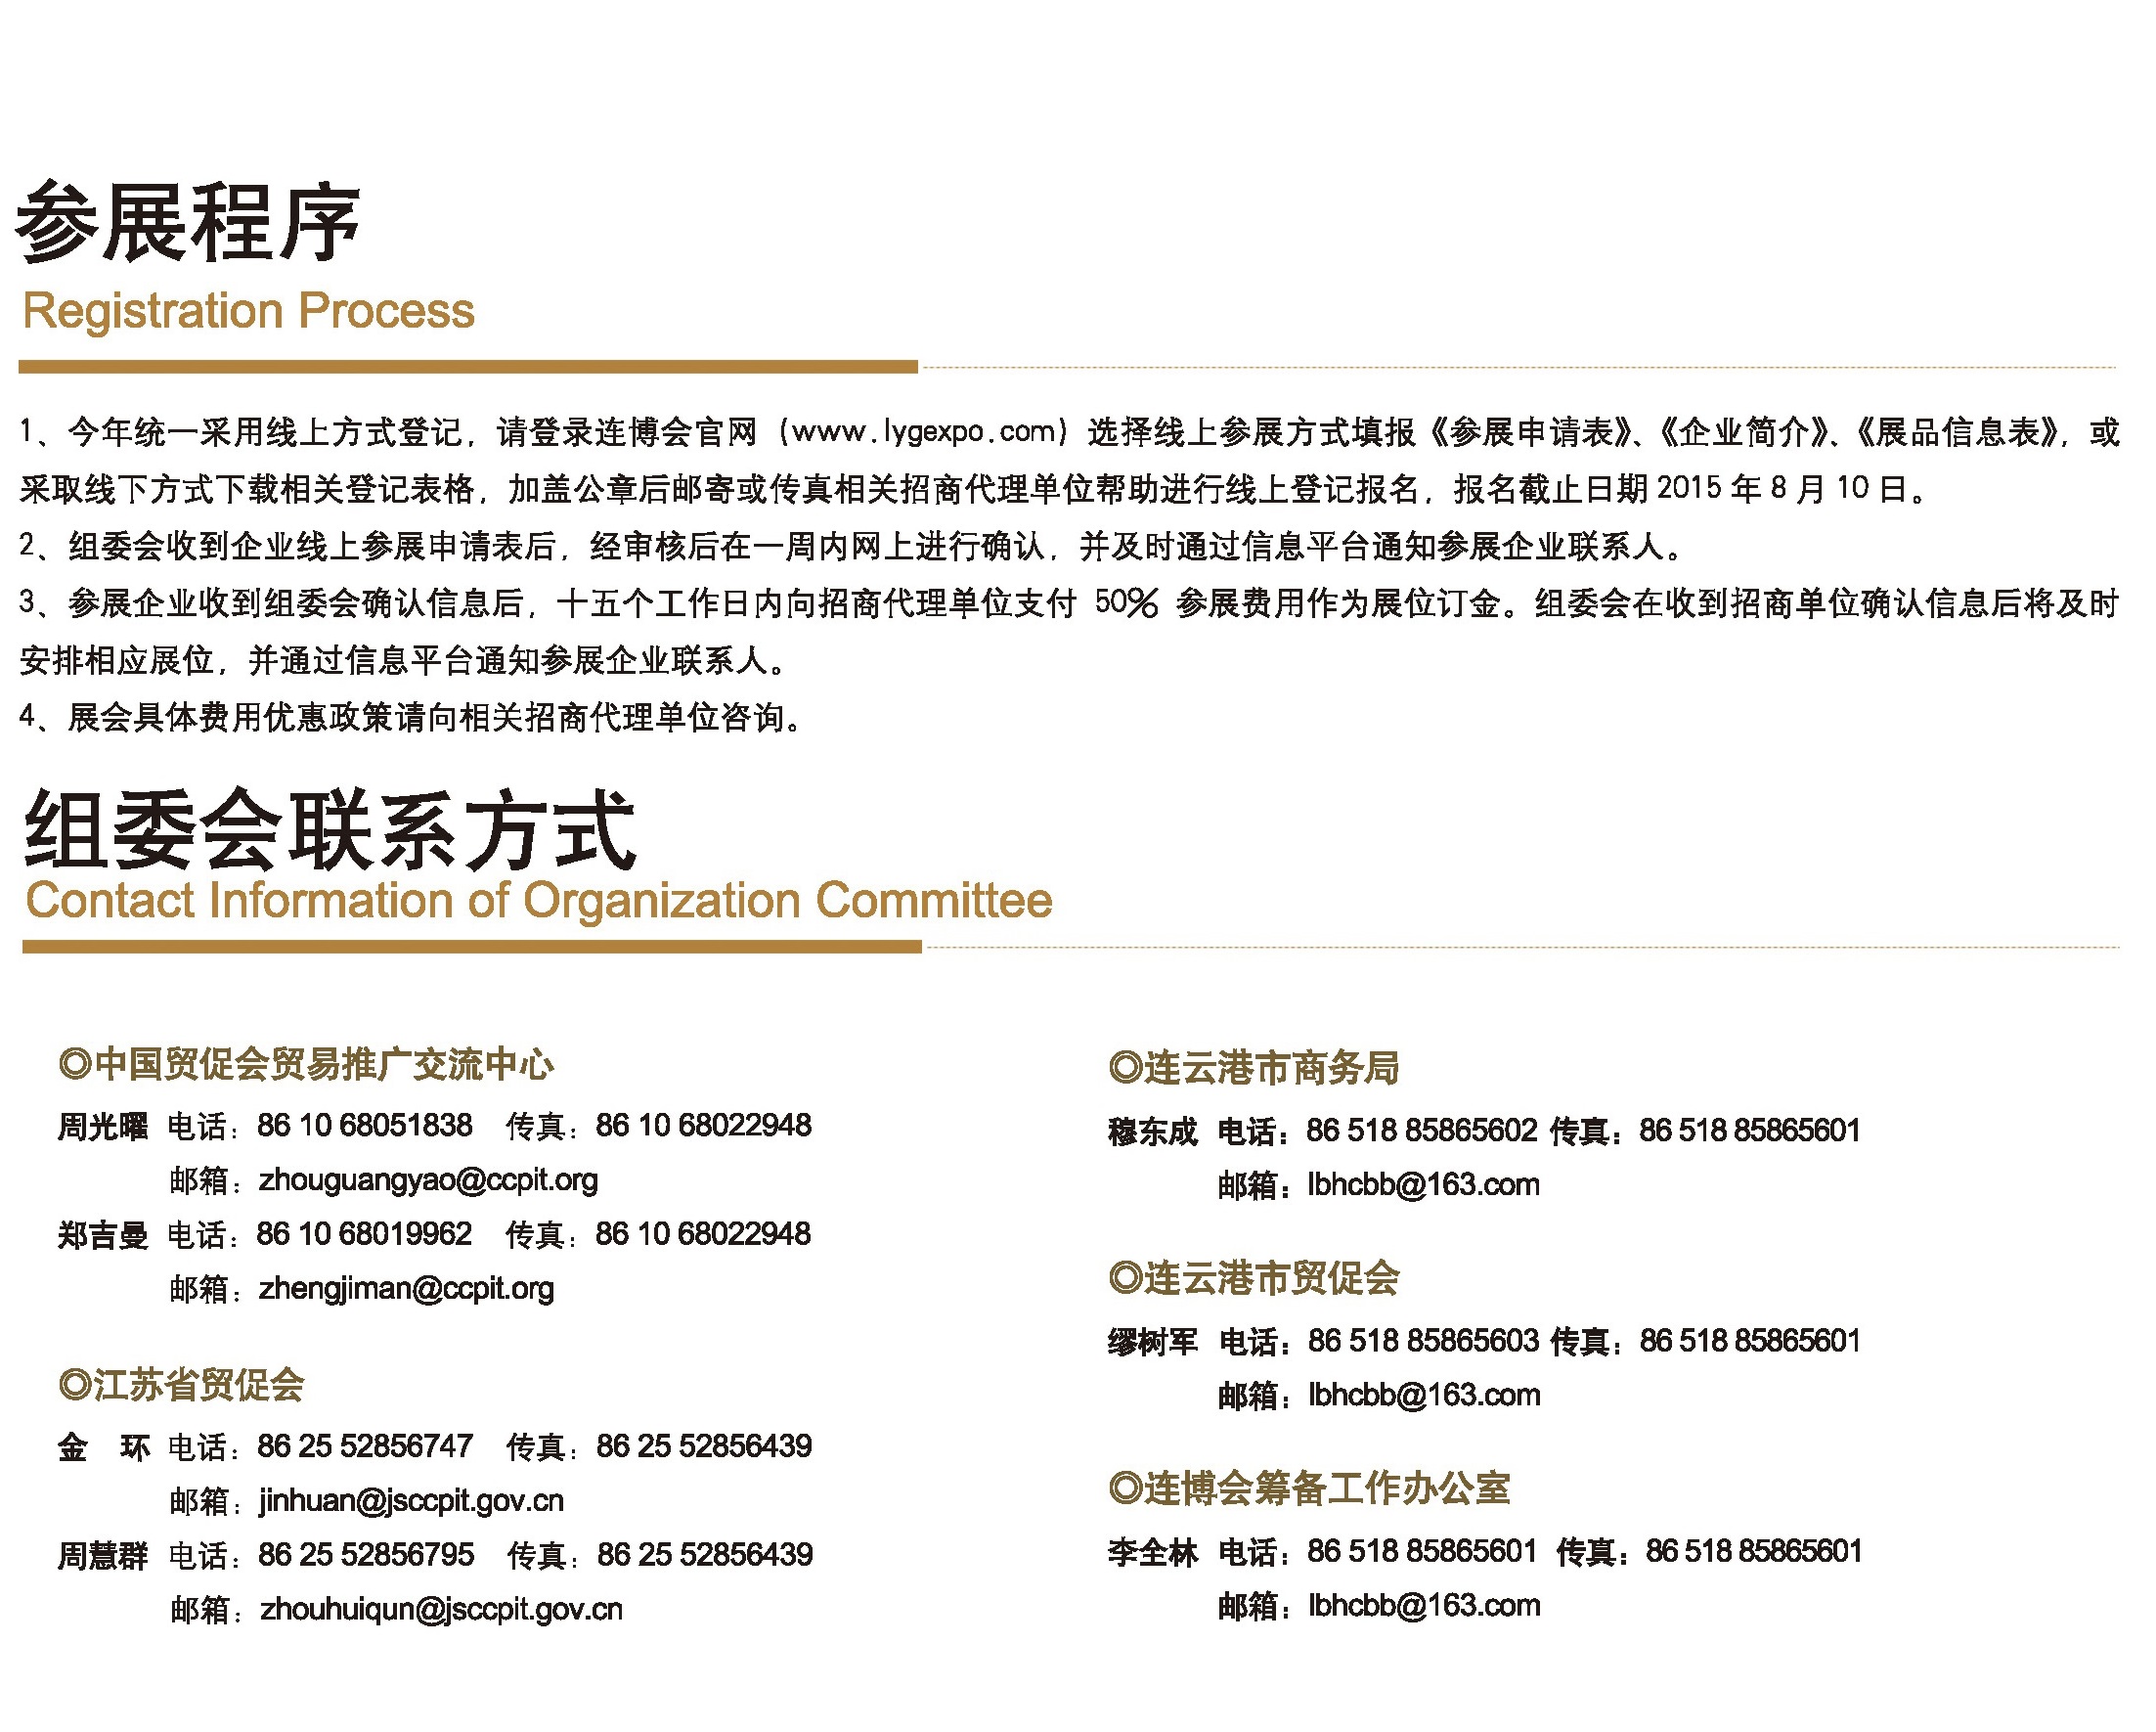 参展程序
Registration Process
1、今年统一采用线上方式登记，请登录连博会官网（www.lygexpo.com）选择线上参展方式填报《参展申请表》、《企业简介》、《展品信息表》，或
采取线下方式下载相关登记表格，加盖公章后邮寄或传真相关招商代理单位帮助进行线上登记报名，报名截止日期 2015 年 8 月 10 日。
2、组委会收到企业线上参展申请表后，经审核后在一周内网上进行确认，并及时通过信息平台通知参展企业联系人。
3、参展企业收到组委会确认信息后，十五个工作日内向招商代理单位支付 50% 参展费用作为展位订金。组委会在收到招商单位确认信息后将及时
安排相应展位，并通过信息平台通知参展企业联系人。
4、展会具体费用优惠政策请向相关招商代理单位咨询。
组委会联系方式
Contact Information of Organization Committee
◎中国贸促会贸易推广交流中心
周光曜 电话：86 10 68051838 传真：86 10 68022948
邮箱：zhouguangyao@ccpit.org
郑吉曼 电话：86 10 68019962 传真：86 10 68022948
邮箱：zhengjiman@ccpit.org
◎江苏省贸促会
金 环 电话：86 25 52856747 传真：86 25 52856439
邮箱：jinhuan@jsccpit.gov.cn
周慧群 电话：86 25 52856795 传真：86 25 52856439
邮箱：zhouhuiqun@jsccpit.gov.cn
◎连云港市商务局
穆东成 电话：86 518 85865602 传真：86 518 85865601
邮箱：lbhcbb@163.com
◎连云港市贸促会
缪树军 电话：86 518 85865603 传真：86 518 85865601
邮箱：lbhcbb@163.com
◎连博会筹备工作办公室
李全林 电话：86 518 85865601 传真：86 518 85865601
邮箱：lbhcbb@163.com